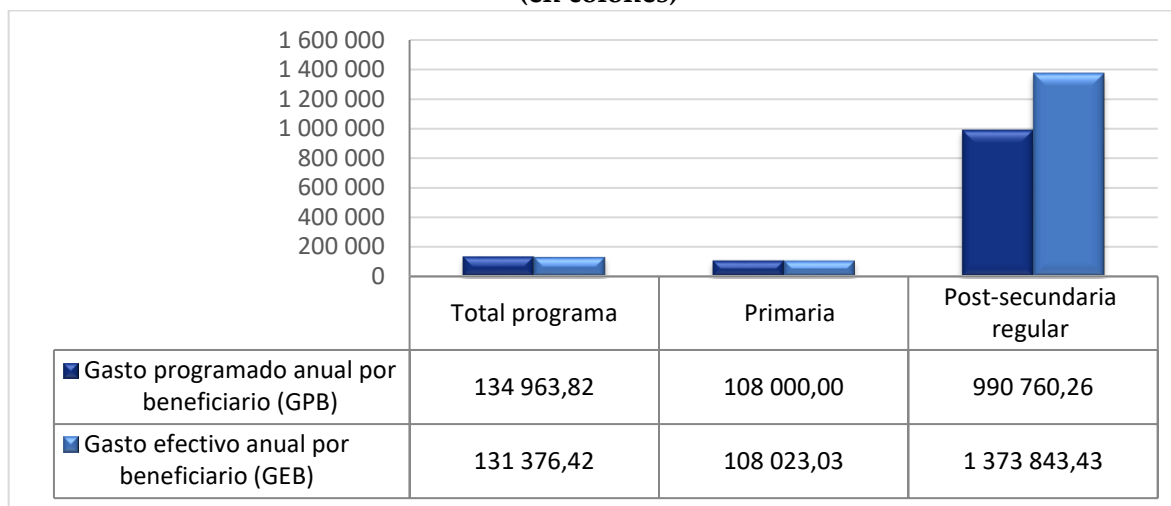 (en colones)
1 600 000
1 400 000
1 200 000
1 000 000
800 000
600 000
400 000
200 000
0
Total programa
Primaria
Post-secundaria
regular
Gasto programado anual por
beneficiario (GPB)
134 963,82
108 000,00
990 760,26
Gasto efectivo anual por
beneficiario (GEB)
131 376,42
108 023,03
1 373 843,43